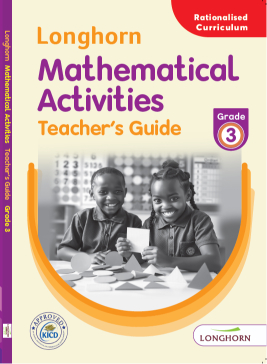 Rationalised
Curriculum
Longhorn
Mathematical
Activities
Teacher's Guide
Grade
3
APPROVED
KICD
LONGHORN
Longhorn Mathematical Activities Teacher's Guide Grade 3